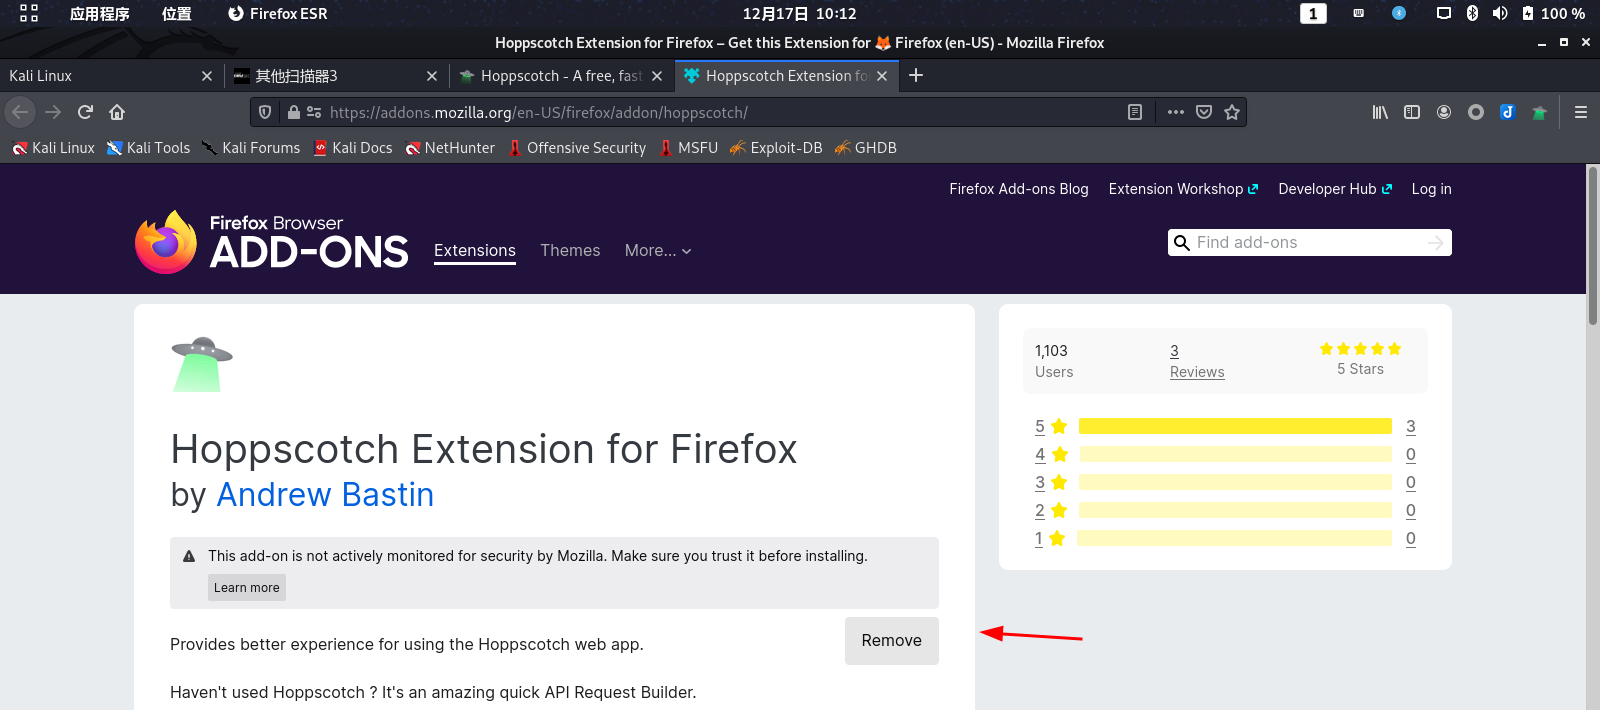 应用程序 位置 Firefox ESR 12月17日 10:12 1 100 %
Hoppscotch Extension for Firefox – Get this Extension for 🦊 Firefox (en-US) - Mozilla Firefox
Kali Linux 其他扫描器3 Hoppscotch - A free, fast Hoppscotch Extension fo
https://addons.mozilla.org/en-US/firefox/addon/hoppscotch/
Kali Linux Kali Tools Kali Forums Kali Docs NetHunter Offensive Security MSFU Exploit-DB GHDB
Firefox Add-ons Blog Extension Workshop Developer Hub Log in
Firefox Browser
ADD-ONS
Extensions Themes More... Find add-ons
Hoppscotch Extension for Firefox
by Andrew Bastin
This add-on is not actively monitored for security by Mozilla. Make sure you trust it before installing.
Learn more
Provides better experience for using the Hoppscotch web app.
Remove
Haven't used Hoppscotch ? It's an amazing quick API Request Builder.
1,103
Users
3
Reviews
5 Stars
5 3
4 0
3 0
2 0
1 0